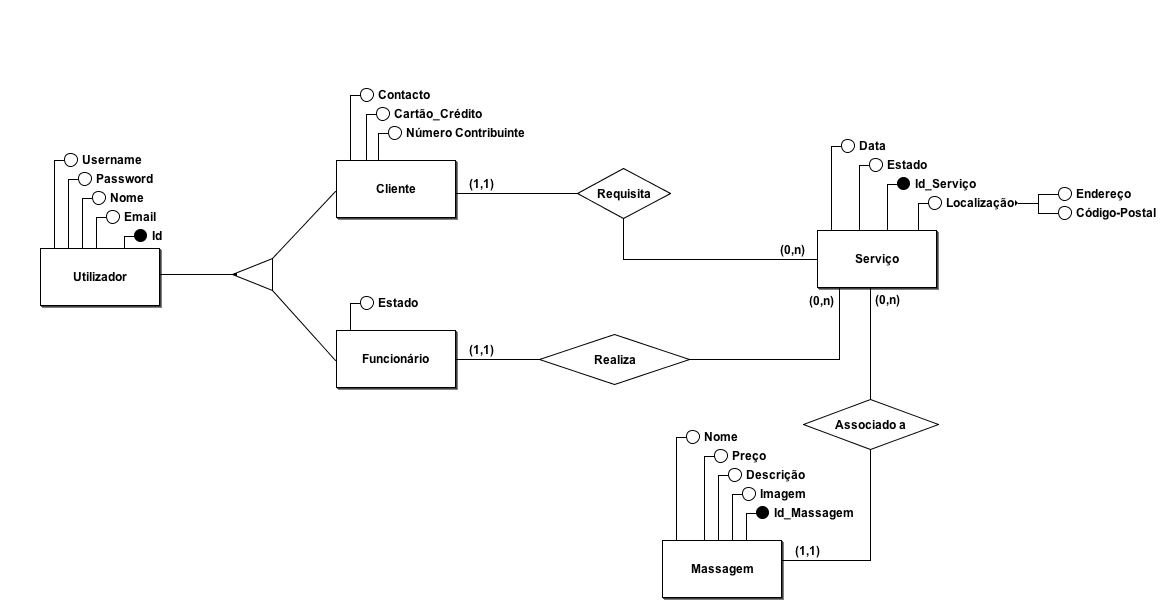 Contacto
Cartão_Crédito
Número Contribuinte
Cliente
(1,1)
Requisita
Username
Password
Nome
Email
Id
Utilizador
Data
Estado
Id_Serviço
Localização
Endereço
Código-Postal
(0,n)
Serviço
(0,n)
(0,n)
Estado
Funcionário
(1,1)
Realiza
Associado a
Nome
Preço
Descrição
Imagem
Id_Massagem
Massagem
(1,1)